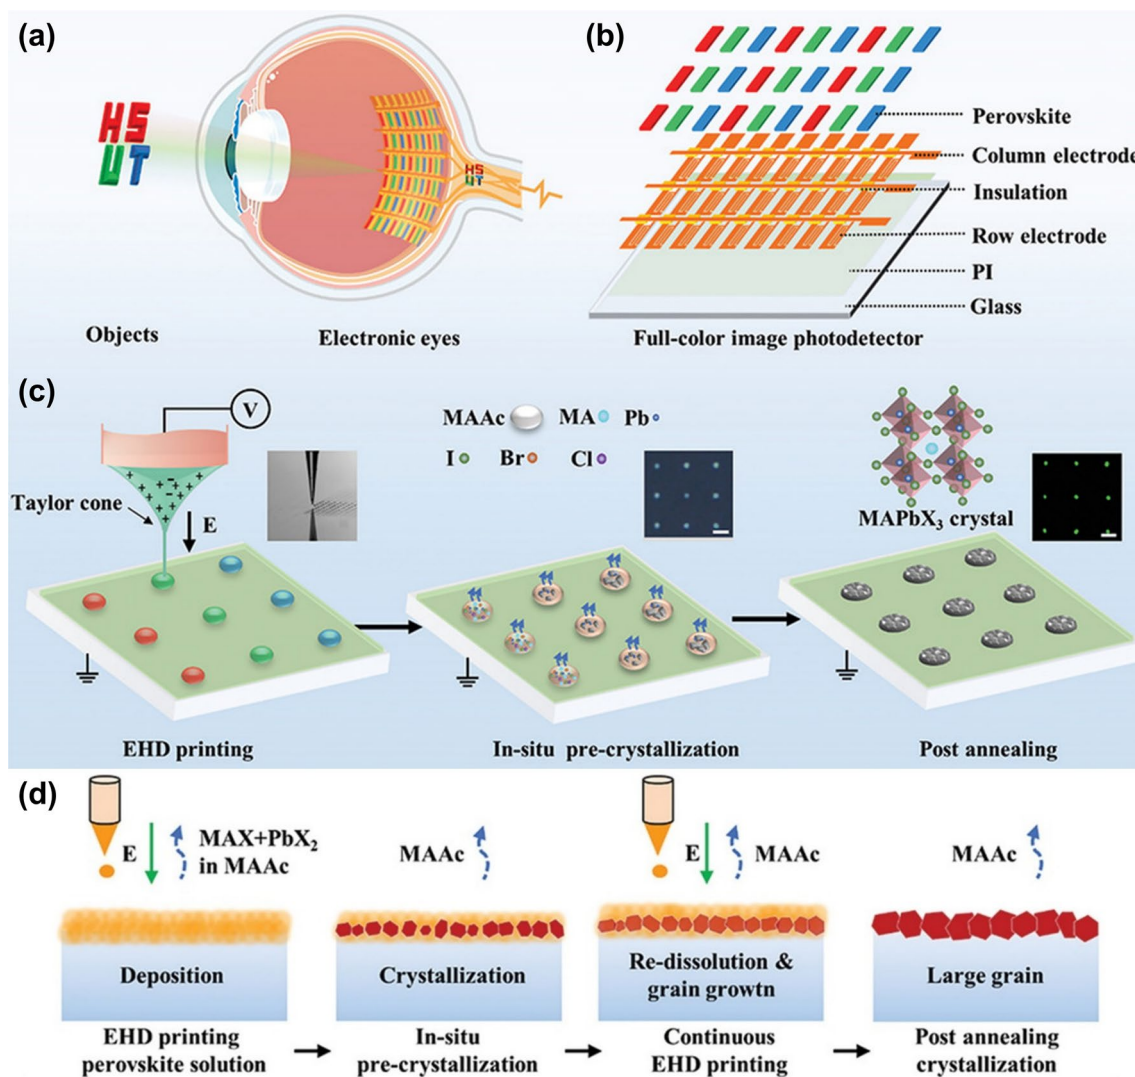 (a)
HS
UT
HS
UT
Objects
Electronic eyes
(b)
Perovskite
Column electrode
Insulation
Row electrode
PI
Glass
Full-color image photodetector
(c)
V
Taylor cone
E
MAAc
MA
Pb
I
Br
Cl
MAPbX₃ crystal
EHD printing
In-situ pre-crystallization
Post annealing
(d)
E
MAX+PbX₂
in MAAc
Deposition
EHD printing
perovskite solution
MAAc
Crystallization
In-situ
pre-crystallization
E
MAAc
Re-dissolution &
grain growtn
Continuous
EHD printing
MAAc
Large grain
Post annealing
crystallization